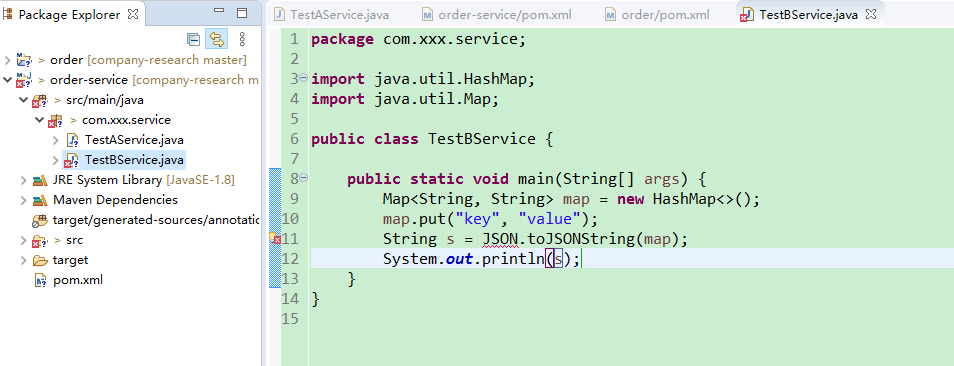 Package Explorer
> order [company-research master]
> order-service [company-research m
> src/main/java
> com.xxx.service
TestAService.java
TestBService.java
JRE System Library [JavaSE-1.8]
Maven Dependencies
target/generated-sources/annotatio
> src
target
pom.xml
TestAService.java order-service/pom.xml order/pom.xml TestBService.java
1 package com.xxx.service;
2
3 import java.util.HashMap;
4 import java.util.Map;
5
6 public class TestBService {
7
8 public static void main(String[] args) {
9 Map<String, String> map = new HashMap<>();
10 map.put("key", "value");
11 String s = JSON.toJSONString(map);
12 System.out.println(s);
13 }
14 }
15